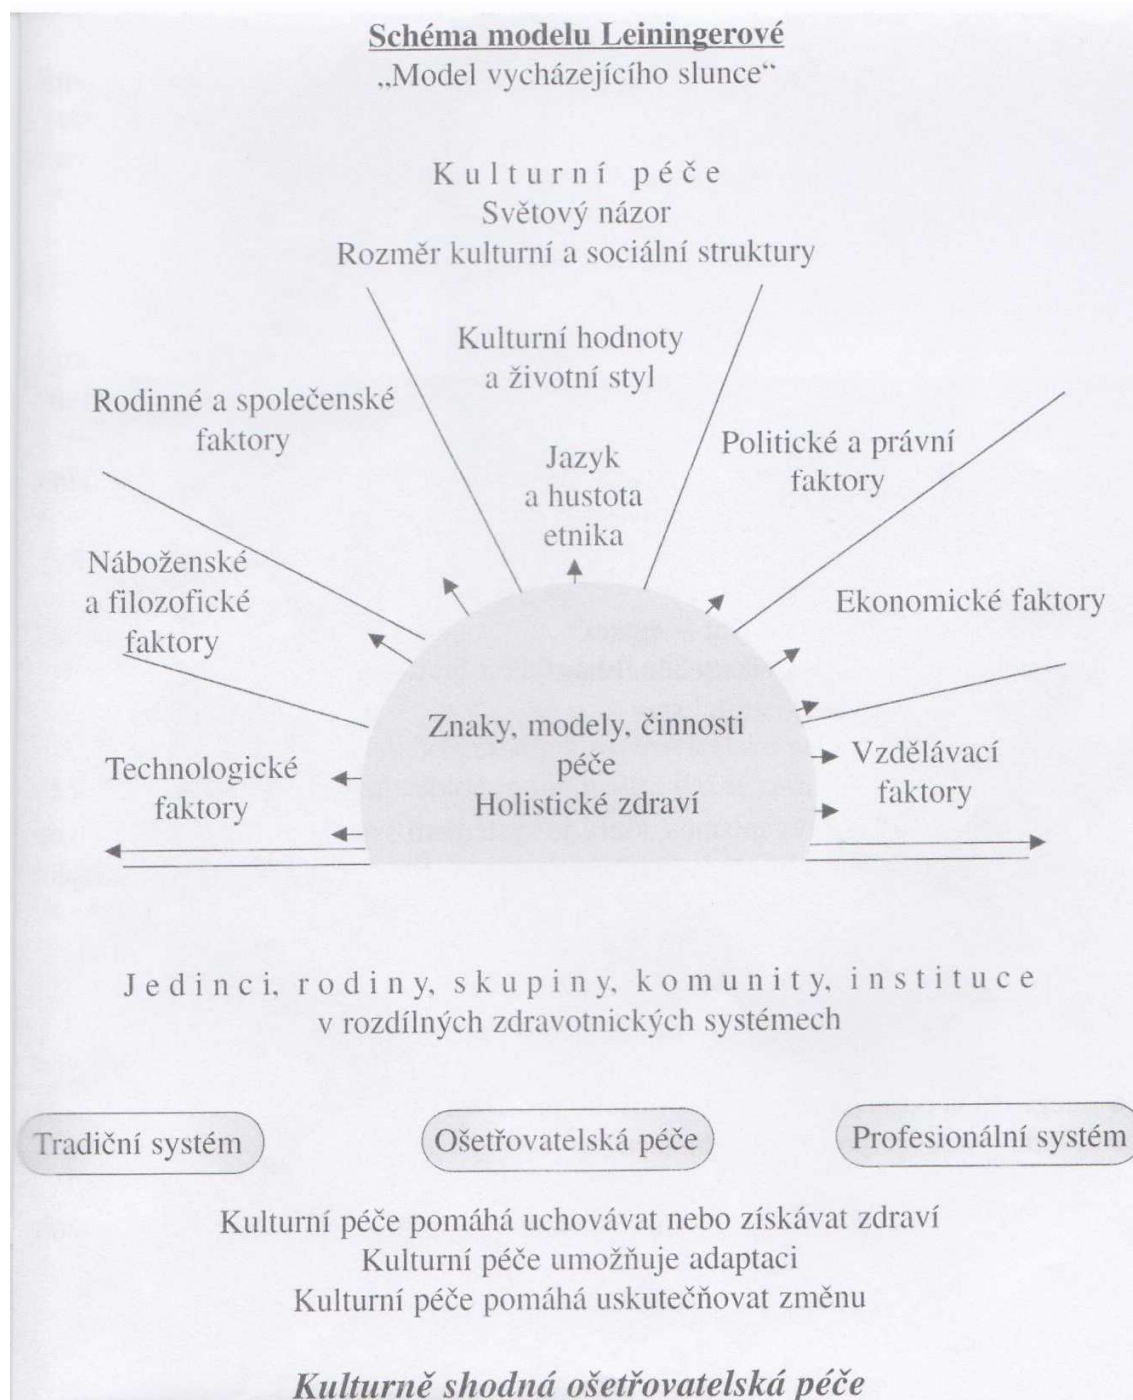 Schéma modelu Leiningerové
„Model vycházejícího slunce“
Kulturní péče
Světový názor
Rozměr kulturní a sociální struktury
Kulturní hodnoty
a životní styl
Rodinné a společenské
faktory
Politické a právní
faktory
Jazyk
a hustota
etnika
Náboženské
a filozofické
faktory
Ekonomické faktory
Znaky, modely, činnosti
péče
Holistické zdraví
Technologické
faktory
Vzdělávací
faktory
Jedinci, rodiny, skupiny, komunity, instituce
v rozdílných zdravotnických systémech
Tradiční systém
Ošetřovatelská péče
Profesionální systém
Kulturní péče pomáhá uchovávat nebo získávat zdraví
Kulturní péče umožňuje adaptaci
Kulturní péče pomáhá uskutečňovat změnu
Kulturně shodná ošetřovatelská péče